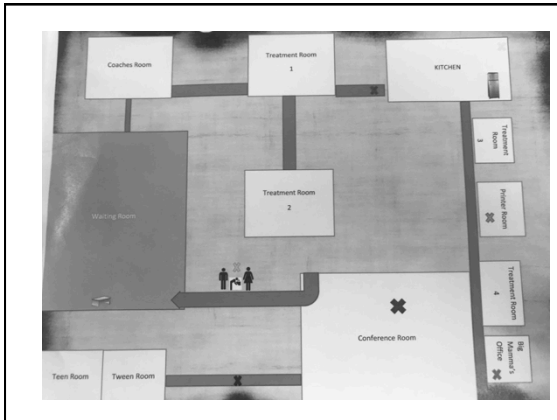 Coaches Room
Treatment Room
1
KITCHEN
Treatment
Room
3
Waiting Room
Treatment Room
2
Printer Room
Treatment Room
4
Conference Room
Big
Mamma's
Office
Teen Room
Tween Room